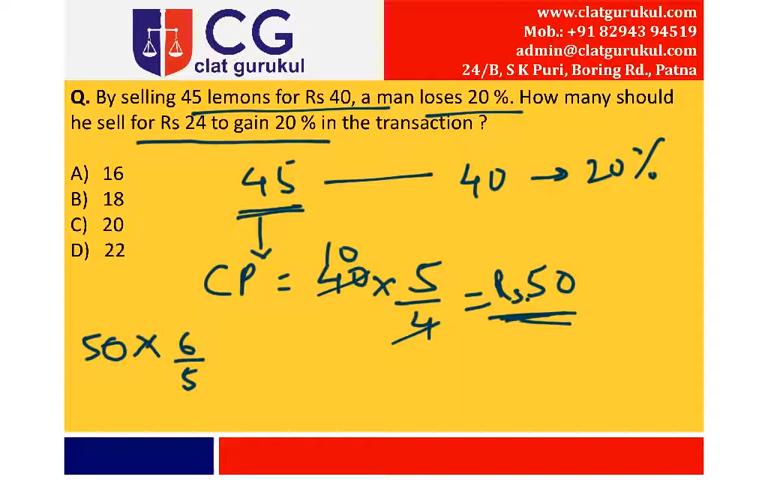 CG
clat gurukul
www.clatgurukul.com
Mob.: +91 82943 94519
admin@clatgurukul.com
24/B, S K Puri, Boring Rd., Patna
Q. By selling 45 lemons for Rs 40, a man loses 20 %. How many should
he sell for Rs 24 to gain 20 % in the transaction ?
A) 16
B) 18
C) 20
D) 22
45 — 40 → 20%
10
CP = 40 × 5/4 = Rs.50
50 × 6/5